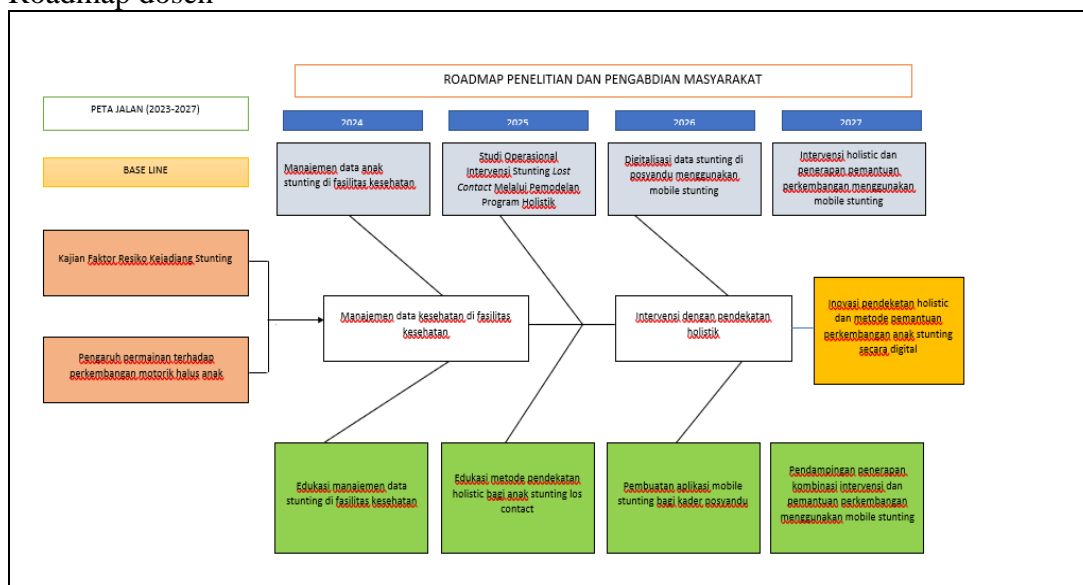 Roadmap dosen
ROADMAP PENELITIAN DAN PENGABDIAN MASYARAKAT
PETA JALAN (2023-2027)
2024
2025
2026
2027
BASE LINE
Manajemen data anak
stunting di fasilitas kesehatan
Studi Operasional
Intervensi Stunting Lost
Contact Melalui Pemodelan
Program Holistik
Digitalisasi data stunting di
posyandu menggunakan
mobile stunting
Intervensi holistic dan
penerapan pemantuan
perkembangan menggunakan
mobile stunting
Kajian Faktor Resiko Kejadiang Stunting
Pengaruh permainan terhadap
perkembangan motorik halus anak
Manajemen data kesehatan di fasilitas
kesehatan
Intervensi dengan pendekatan
holistik
Inovasi pendeketan holistic
dan metode pemantuan
perkembangan anak stunting
secara digital
Edukasi manajemen data
stunting di fasilitas kesehatan
Edukasi metode pendekatan
holistic bagi anak stunting los
contact
Pembuatan aplikasi mobile
stunting bagi kader posyandu
Pendampingan penerapan
kombinasi intervensi dan
pemantuan perkembangan
menggunakan mobile stunting